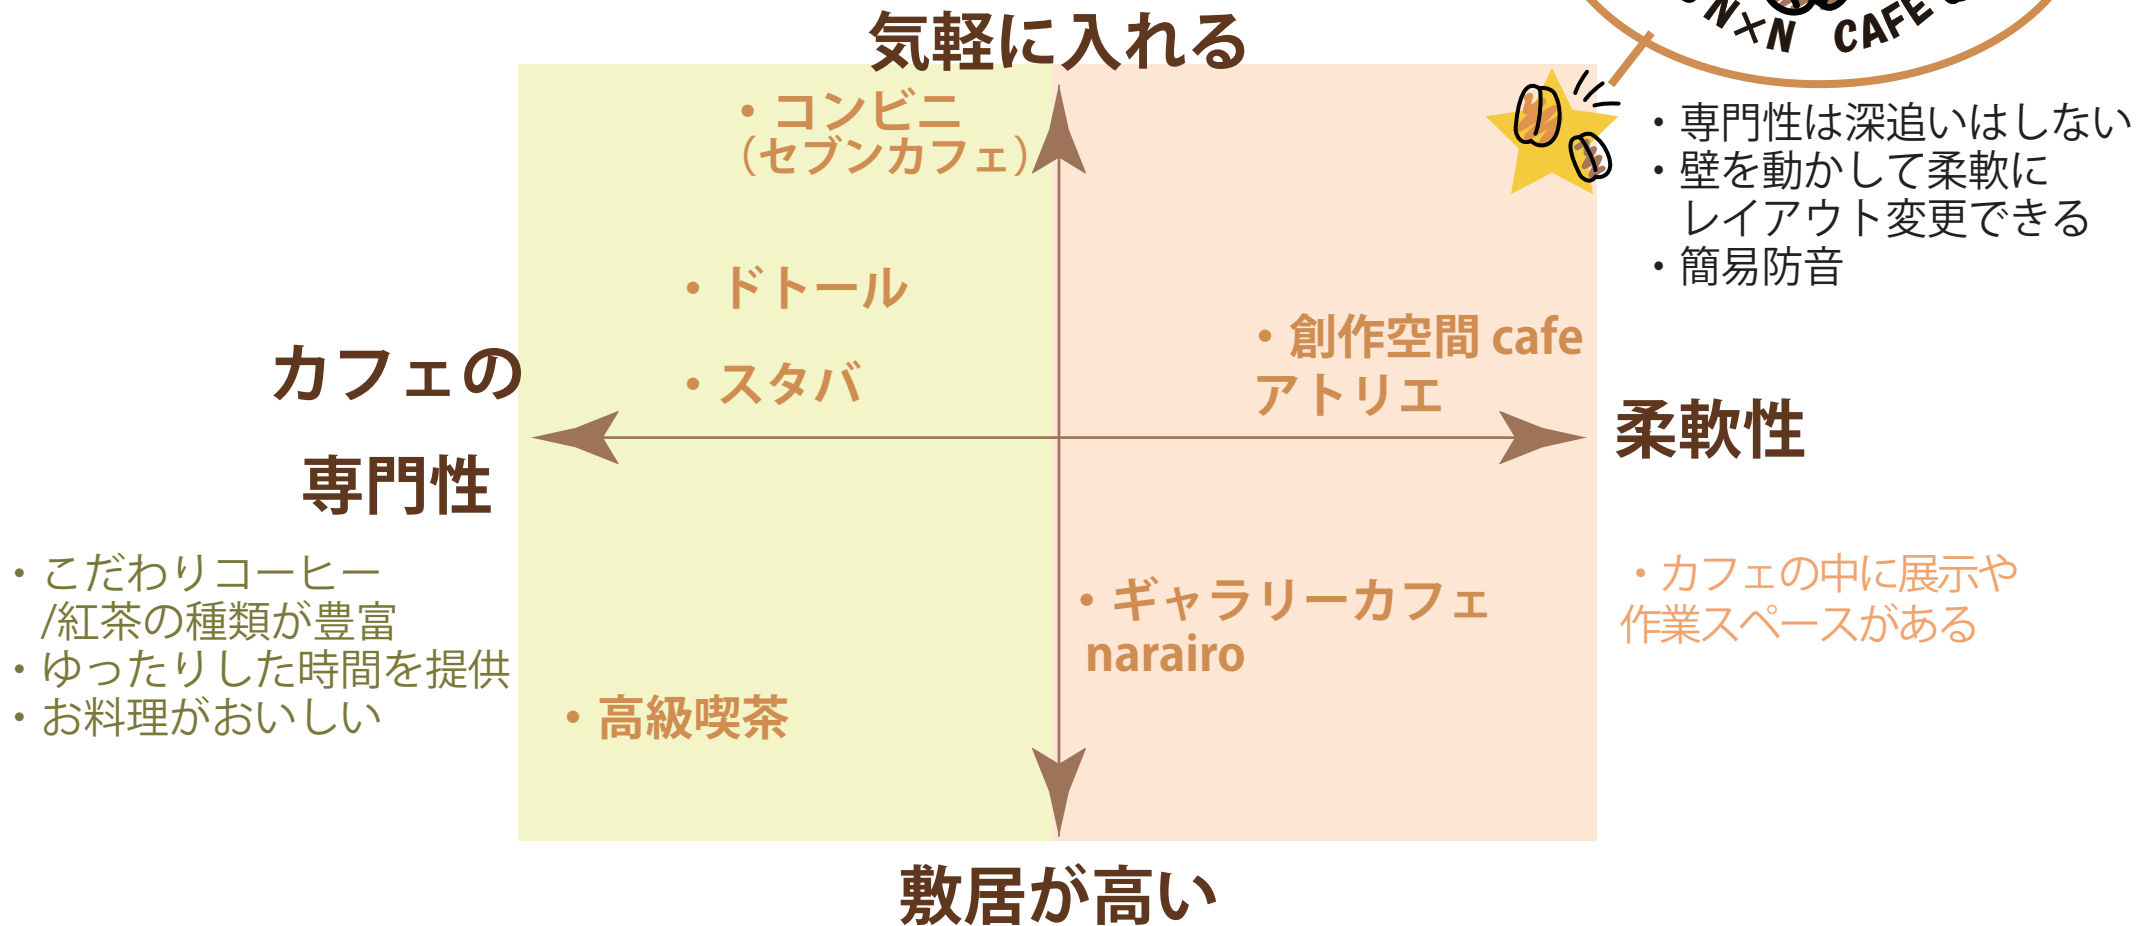 気軽に入れる
N×N CAFE
・コンビニ
（セブンカフェ）
・専門性は深追いはしない
・壁を動かして柔軟に
レイアウト変更できる
・簡易防音
・ドトール
・創作空間 cafe
アトリエ
・スタバ
カフェの
専門性
柔軟性
・こだわりコーヒー
/紅茶の種類が豊富
・ゆったりした時間を提供
・お料理がおいしい
・ギャラリーカフェ
narairo
・カフェの中に展示や
作業スペースがある
・高級喫茶
敷居が高い